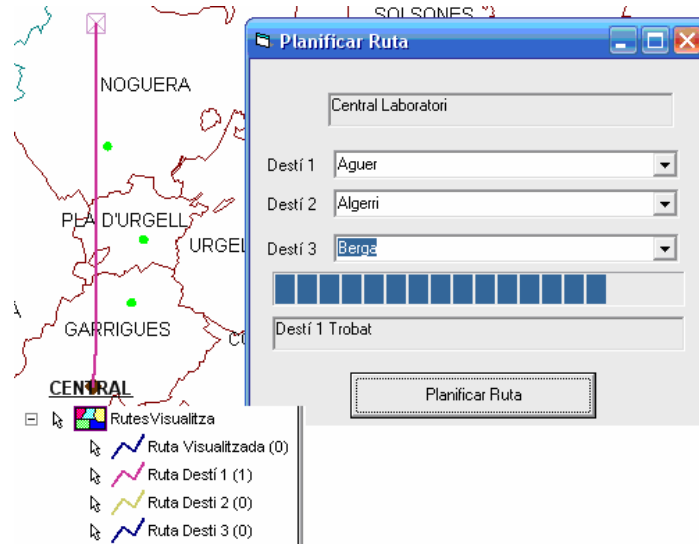 SOLSONES
NOGUERA
PLA D'URGELL
URGEL
GARRIGUES
CENTRAL
Planificar Ruta
Central Laboratori
Destí 1 Aguer
Destí 2 Algerri
Destí 3 Berga
Destí 1 Trobat
Planificar Ruta
RutesVisualitza
Ruta Visualitzada (0)
Ruta Destí 1 (1)
Ruta Desti 2 (0)
Ruta Desti 3 (0)